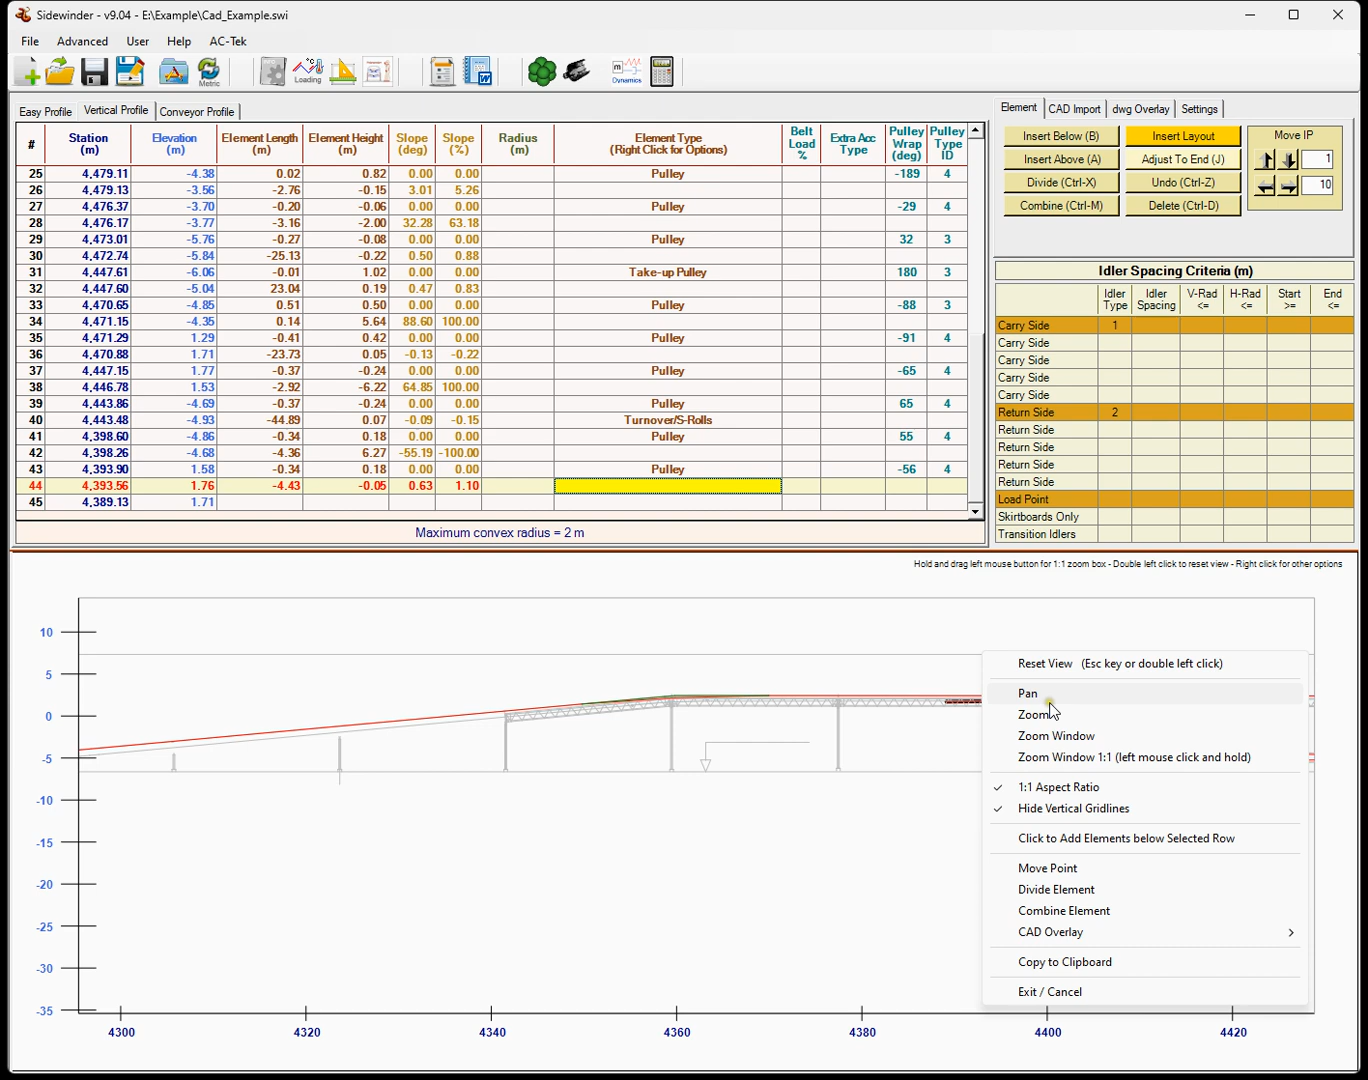 Sidewinder - v9.04 - E:\Example\Cad_Example.swi
File Advanced User Help AC-Tek
Metric Loading °C W m Dynamics
Easy Profile Vertical Profile Conveyor Profile
# Station (m) Elevation (m) Element Length (m) Element Height (m) Slope (deg) Slope (%) Radius (m) Element Type (Right Click for Options) Belt Load % Extra Acc Type Pulley Wrap (deg) Pulley Type ID
25 4,479.11 -4.38 0.02 0.82 0.00 0.00 Pulley -189 4
26 4,479.13 -3.56 -2.76 -0.15 3.01 5.26
27 4,476.37 -3.70 -0.20 -0.06 0.00 0.00 Pulley -29 4
28 4,476.17 -3.77 -3.16 -2.00 32.28 63.18
29 4,473.01 -5.76 -0.27 -0.08 0.00 0.00 Pulley 32 3
30 4,472.74 -5.84 -25.13 -0.22 0.50 0.88
31 4,447.61 -6.06 -0.01 1.02 0.00 0.00 Take-up Pulley 180 3
32 4,447.60 -5.04 23.04 0.19 0.47 0.83
33 4,470.65 -4.85 0.51 0.50 0.00 0.00 Pulley -88 3
34 4,471.15 -4.35 0.14 5.64 88.60 100.00
35 4,471.29 1.29 -0.41 0.42 0.00 0.00 Pulley -91 4
36 4,470.88 1.71 -23.73 0.05 -0.13 -0.22
37 4,447.15 1.77 -0.37 -0.24 0.00 0.00 Pulley -65 4
38 4,446.78 1.53 -2.92 -6.22 64.85 100.00
39 4,443.86 -4.69 -0.37 -0.24 0.00 0.00 Pulley 65 4
40 4,443.48 -4.93 -44.89 0.07 -0.09 -0.15 Turnover/S-Rolls
41 4,398.60 -4.86 -0.34 0.18 0.00 0.00 Pulley 55 4
42 4,398.26 -4.68 -4.36 6.27 -55.19 -100.00
43 4,393.90 1.58 -0.34 0.18 0.00 0.00 Pulley -56 4
44 4,393.56 1.76 -4.43 -0.05 0.63 1.10
45 4,389.13 1.71
Maximum convex radius = 2 m
Element CAD Import dwg Overlay Settings
Insert Below (B) Insert Layout Move IP
Insert Above (A) Adjust To End (J) 1
Divide (Ctrl-X) Undo (Ctrl-Z) 10
Combine (Ctrl-M) Delete (Ctrl-D)
Idler Spacing Criteria (m)
Idler Type Idler Spacing V-Rad <= H-Rad <= Start >= End <=
Carry Side 1
Carry Side
Carry Side
Carry Side
Carry Side
Return Side 2
Return Side
Return Side
Return Side
Return Side
Load Point
Skirtboards Only
Transition Idlers
Hold and drag left mouse button for 1:1 zoom box - Double left click to reset view - Right click for other options
10
5
0
-5
-10
-15
-20
-25
-30
-35
4300 4320 4340 4360 4380 4400 4420
Reset View (Esc key or double left click)
Pan
Zoom
Zoom Window
Zoom Window 1:1 (left mouse click and hold)
1:1 Aspect Ratio
Hide Vertical Gridlines
Click to Add Elements below Selected Row
Move Point
Divide Element
Combine Element
CAD Overlay
Copy to Clipboard
Exit / Cancel